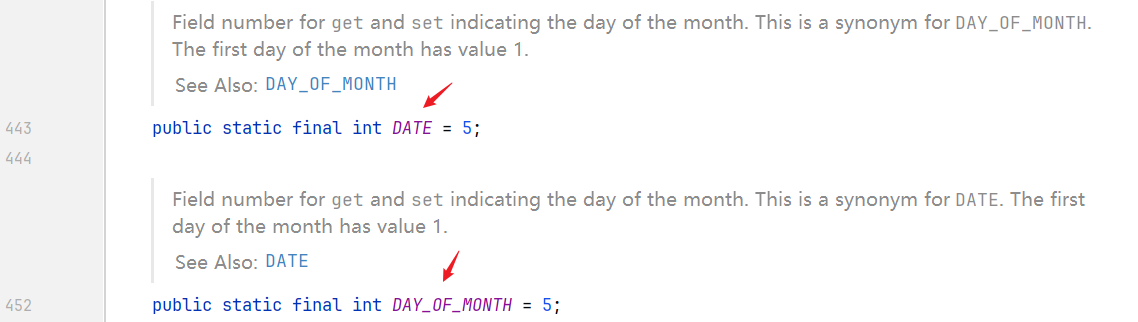 Field number for get and set indicating the day of the month. This is a synonym for DAY_OF_MONTH.
The first day of the month has value 1.
See Also: DAY_OF_MONTH
443 public static final int DATE = 5;
444
Field number for get and set indicating the day of the month. This is a synonym for DATE. The first
day of the month has value 1.
See Also: DATE
452 public static final int DAY_OF_MONTH = 5;